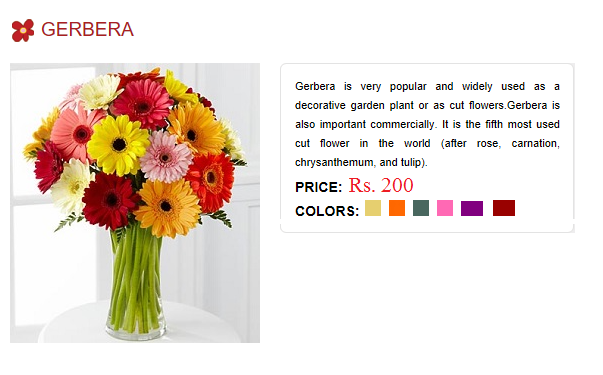 GERBERA
Gerbera is very popular and widely used as a
decorative garden plant or as cut flowers.Gerbera is
also important commercially. It is the fifth most used
cut flower in the world (after rose, carnation,
chrysanthemum, and tulip).
PRICE: Rs. 200
COLORS: